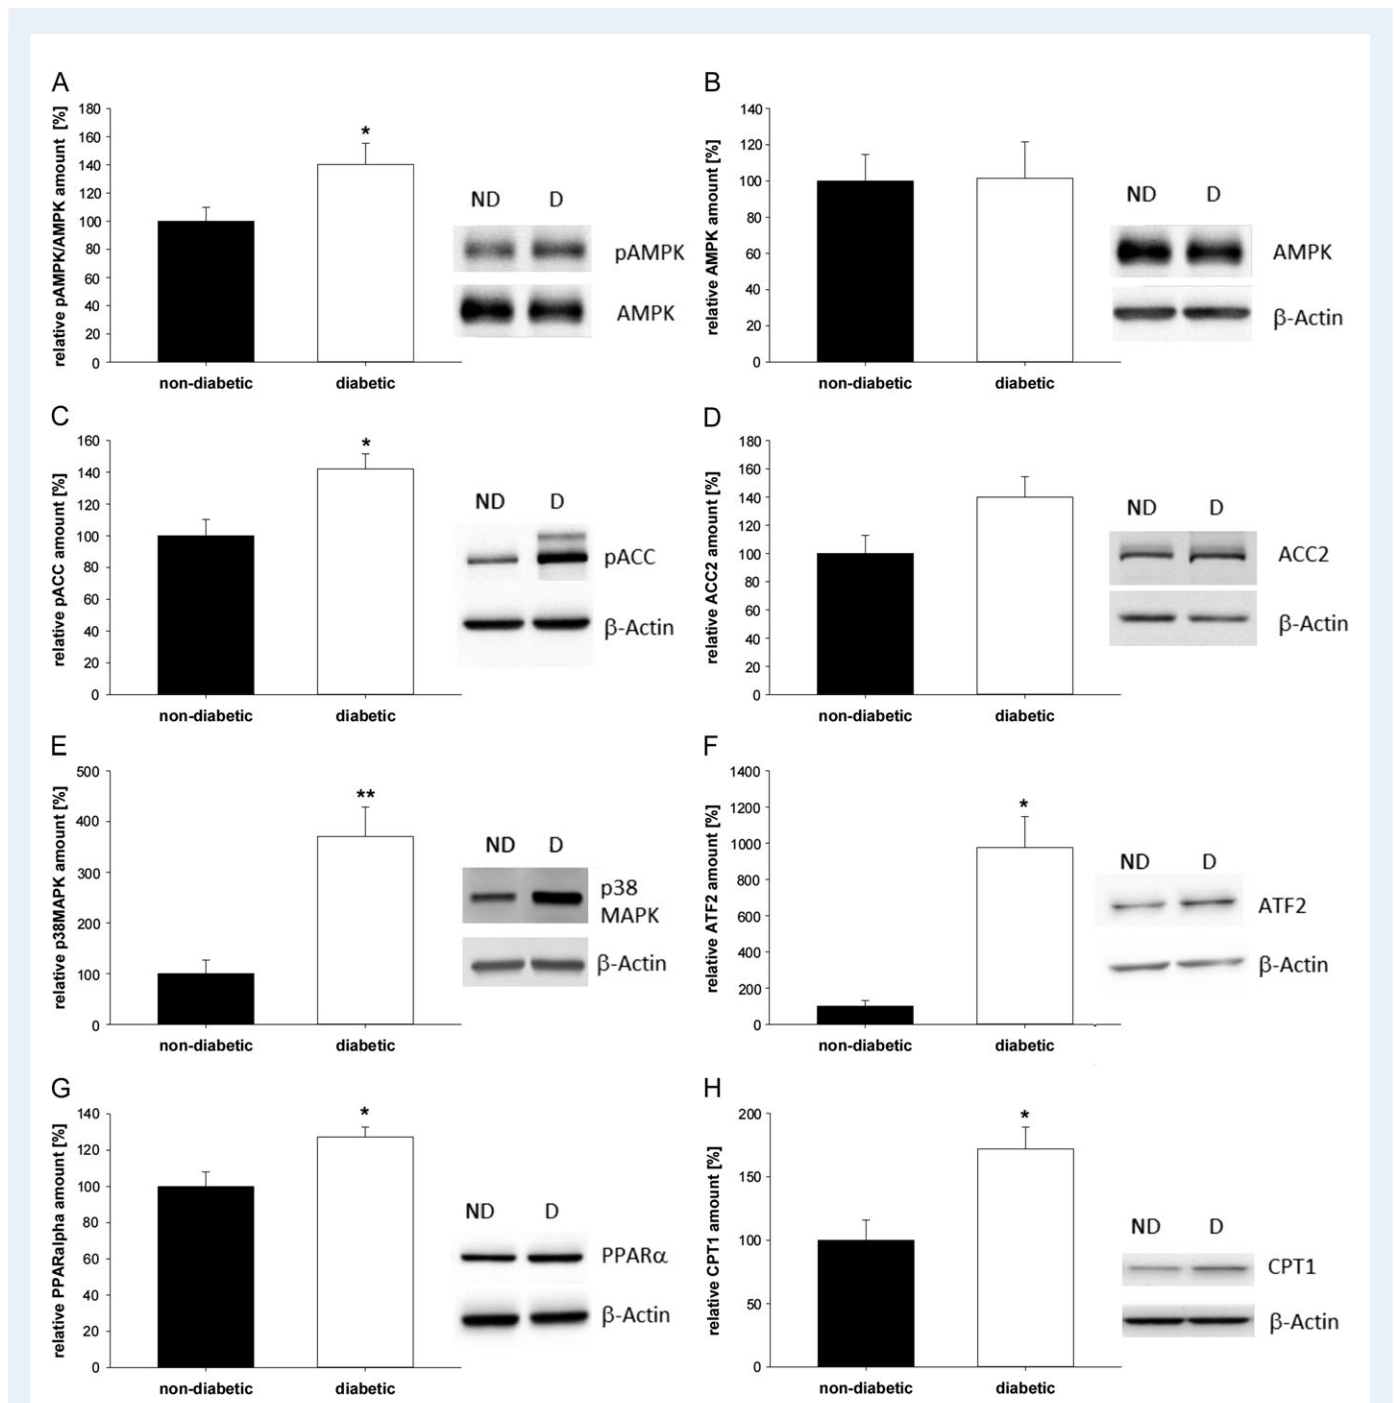 A
relative pAMPK/AMPK amount [%]
180
160
140
120
100
80
60
40
20
0
*
non-diabetic
diabetic
ND D
pAMPK
AMPK
B
relative AMPK amount [%]
140
120
100
80
60
40
20
0
non-diabetic
diabetic
ND D
AMPK
β-Actin
C
relative pACC amount [%]
160
140
120
100
80
60
40
20
0
*
non-diabetic
diabetic
ND D
pACC
β-Actin
D
relative ACC2 amount [%]
180
160
140
120
100
80
60
40
20
0
non-diabetic
diabetic
ND D
ACC2
β-Actin
E
relative p38MAPK amount [%]
500
400
300
200
100
0
**
non-diabetic
diabetic
ND D
p38
MAPK
β-Actin
F
relative ATF2 amount [%]
1400
1200
1000
800
600
400
200
0
*
non-diabetic
diabetic
ND D
ATF2
β-Actin
G
relative PPARalpha amount [%]
140
120
100
80
60
40
20
0
*
non-diabetic
diabetic
ND D
PPARα
β-Actin
H
relative CPT1 amount [%]
200
150
100
50
0
*
non-diabetic
diabetic
ND D
CPT1
β-Actin